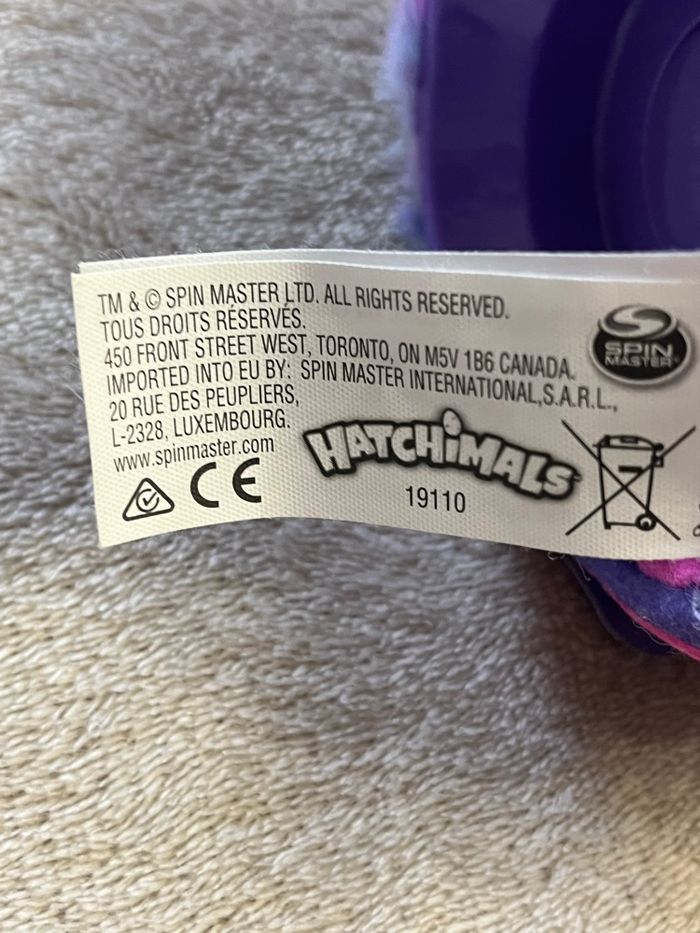 TM & © SPIN MASTER LTD. ALL RIGHTS RESERVED.
TOUS DROITS RÉSERVÉS.
450 FRONT STREET WEST, TORONTO, ON M5V 1B6 CANADA.
IMPORTED INTO EU BY: SPIN MASTER INTERNATIONAL,S.A.R.L.,
20 RUE DES PEUPLIERS,
L-2328, LUXEMBOURG.
www.spinmaster.com
CE
HATCHiMALS
19110
SPIN
MASTER